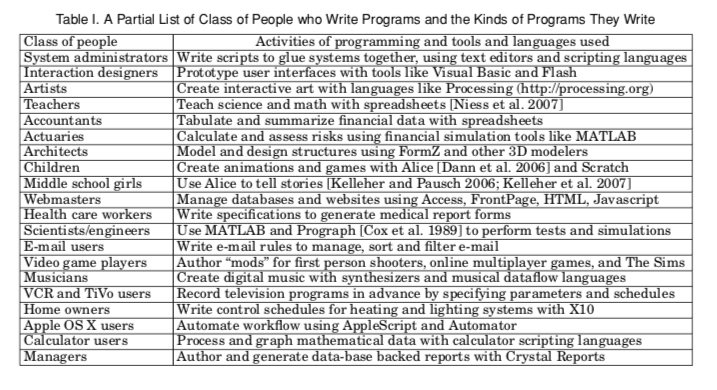 Table I. A Partial List of Class of People who Write Programs and the Kinds of Programs They Write
Class of people Activities of programming and tools and languages used
System administrators Write scripts to glue systems together, using text editors and scripting languages
Interaction designers Prototype user interfaces with tools like Visual Basic and Flash
Artists Create interactive art with languages like Processing (http://processing.org)
Teachers Teach science and math with spreadsheets [Niess et al. 2007]
Accountants Tabulate and summarize financial data with spreadsheets
Actuaries Calculate and assess risks using financial simulation tools like MATLAB
Architects Model and design structures using FormZ and other 3D modelers
Children Create animations and games with Alice [Dann et al. 2006] and Scratch
Middle school girls Use Alice to tell stories [Kelleher and Pausch 2006; Kelleher et al. 2007]
Webmasters Manage databases and websites using Access, FrontPage, HTML, Javascript
Health care workers Write specifications to generate medical report forms
Scientists/engineers Use MATLAB and Prograph [Cox et al. 1989] to perform tests and simulations
E-mail users Write e-mail rules to manage, sort and filter e-mail
Video game players Author “mods” for first person shooters, online multiplayer games, and The Sims
Musicians Create digital music with synthesizers and musical dataflow languages
VCR and TiVo users Record television programs in advance by specifying parameters and schedules
Home owners Write control schedules for heating and lighting systems with X10
Apple OS X users Automate workflow using AppleScript and Automator
Calculator users Process and graph mathematical data with calculator scripting languages
Managers Author and generate data-base backed reports with Crystal Reports